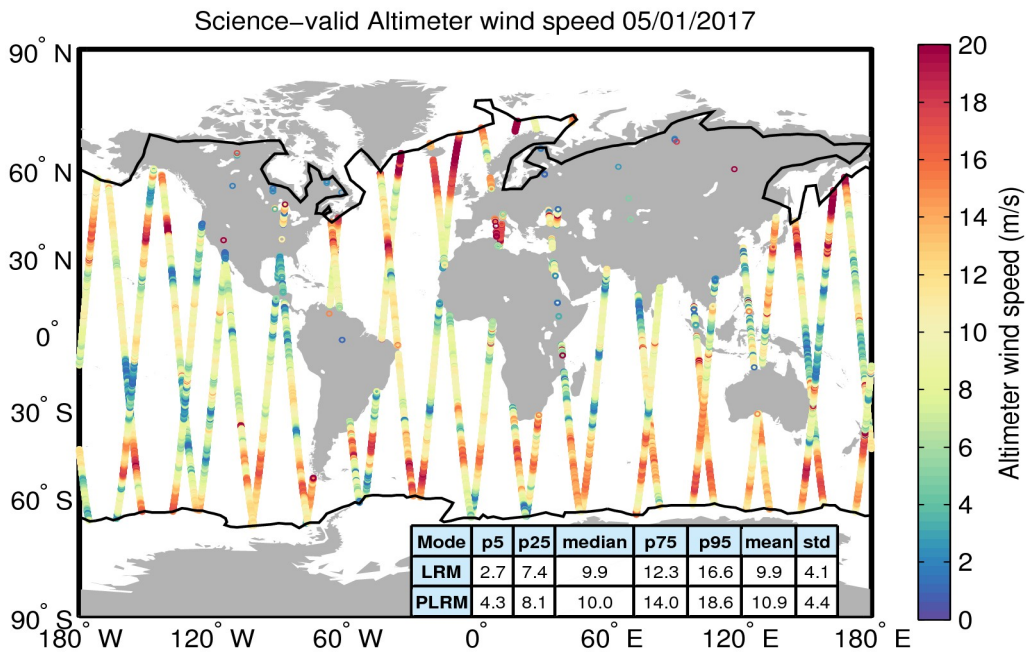 Science−valid Altimeter wind speed 05/01/2017
90° N
60° N
30° N
0°
30° S
60° S
90° S
180° W
120° W
60° W
0°
60° E
120° E
180° E
Mode p5 p25 median p75 p95 mean std
LRM 2.7 7.4 9.9 12.3 16.6 9.9 4.1
PLRM 4.3 8.1 10.0 14.0 18.6 10.9 4.4
20
18
16
14
12
10
8
6
4
2
0
Altimeter wind speed (m/s)